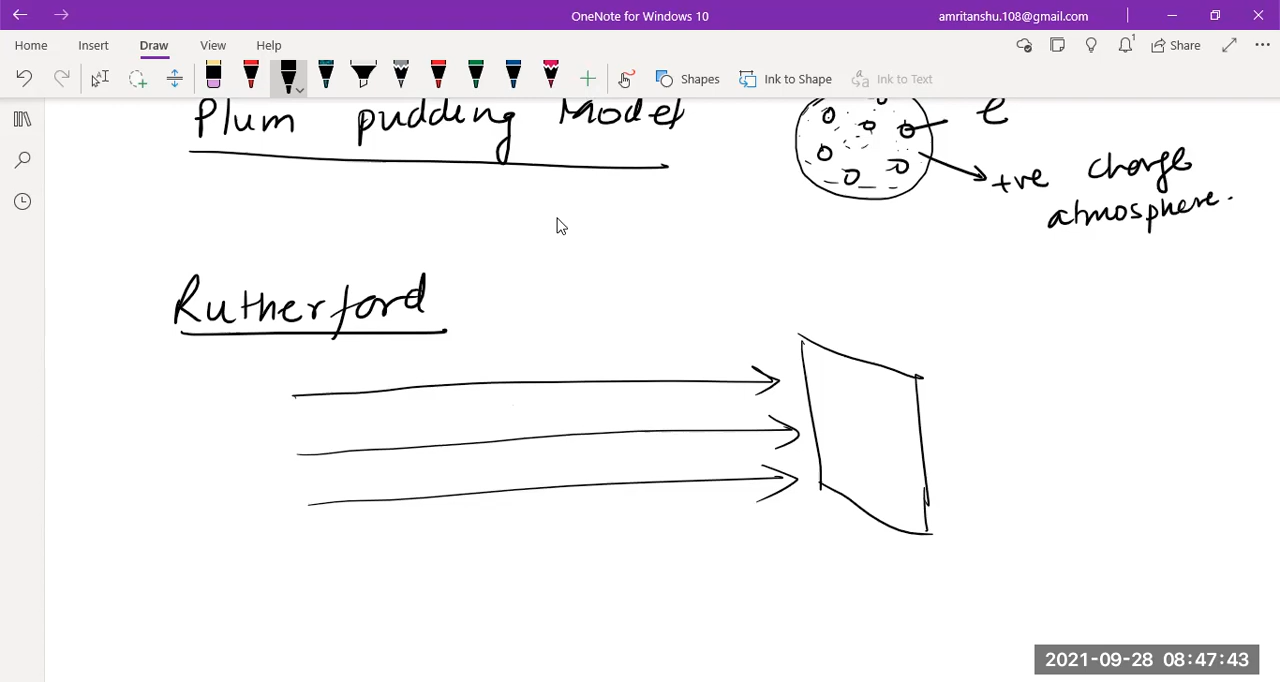 OneNote for Windows 10
amritanshu.108@gmail.com
Home Insert Draw View Help
Share
Shapes Ink to Shape Ink to Text
Plum pudding Model
e
+ve charge
atmosphere.
Rutherford
2021-09-28 08:47:43